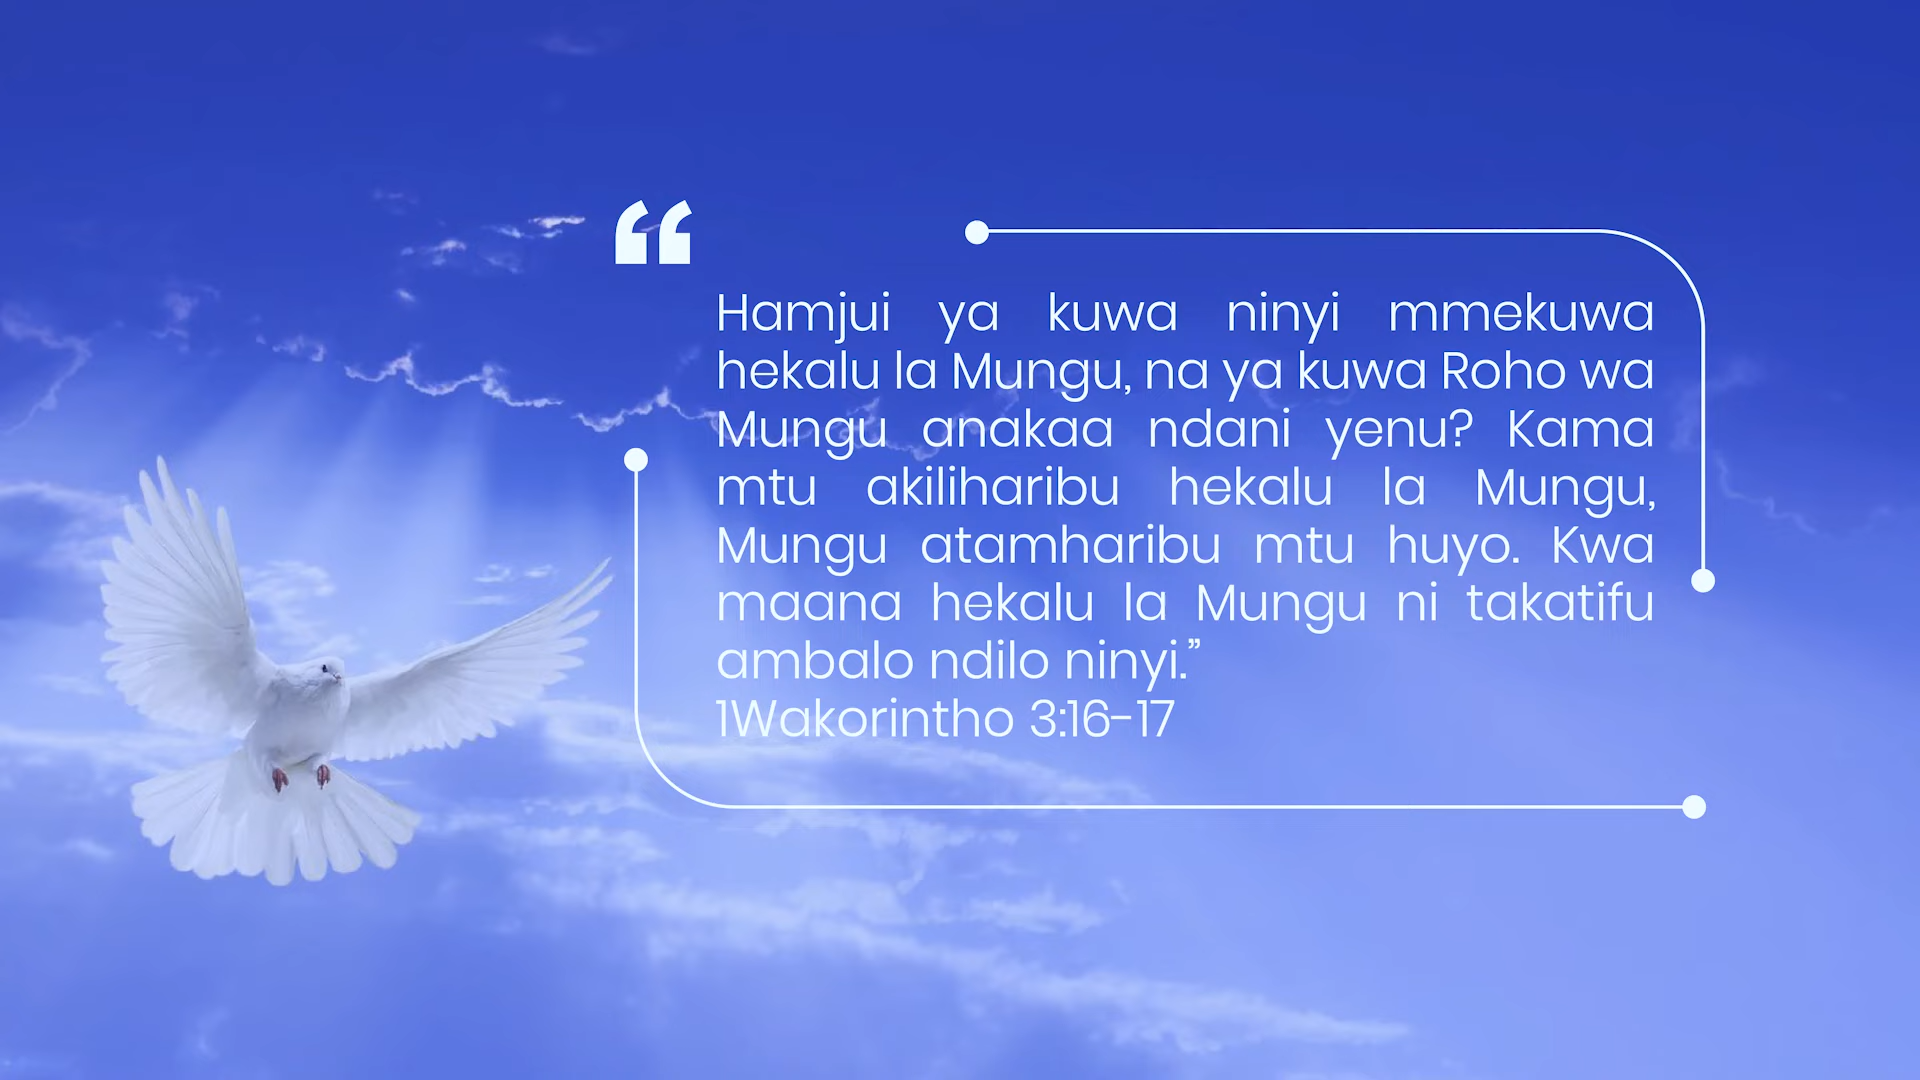 “
Hamjui ya kuwa ninyi mmekuwa
hekalu la Mungu, na ya kuwa Roho wa
Mungu anakaa ndani yenu? Kama
mtu akiliharibu hekalu la Mungu,
Mungu atamharibu mtu huyo. Kwa
maana hekalu la Mungu ni takatifu
ambalo ndilo ninyi.”
1Wakorintho 3:16-17